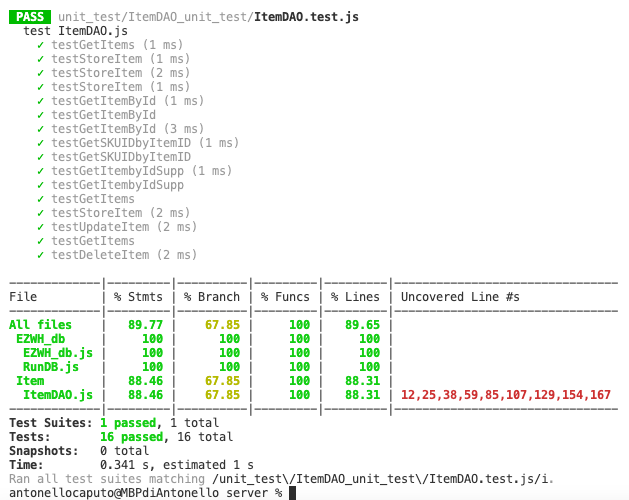 PASS unit_test/ItemDAO_unit_test/ItemDAO.test.js
test ItemDAO.js
✓ testGetItems (1 ms)
✓ testStoreItem (1 ms)
✓ testStoreItem (2 ms)
✓ testStoreItem (1 ms)
✓ testGetItemById (1 ms)
✓ testGetItemById
✓ testGetItemById (3 ms)
✓ testGetSKUIDbyItemID (1 ms)
✓ testGetSKUIDbyItemID
✓ testGetItembyIdSupp (1 ms)
✓ testGetItembyIdSupp
✓ testGetItems
✓ testStoreItem (2 ms)
✓ testUpdateItem (2 ms)
✓ testGetItems
✓ testDeleteItem (2 ms)
File | % Stmts | % Branch | % Funcs | % Lines | Uncovered Line #s
All files | 89.77 | 67.85 | 100 | 89.65 |
EZWH_db | 100 | 100 | 100 | 100 |
EZWH_db.js | 100 | 100 | 100 | 100 |
RunDB.js | 100 | 100 | 100 | 100 |
Item | 88.46 | 67.85 | 100 | 88.31 |
ItemDAO.js | 88.46 | 67.85 | 100 | 88.31 | 12,25,38,59,85,107,129,154,167
Test Suites: 1 passed, 1 total
Tests: 16 passed, 16 total
Snapshots: 0 total
Time: 0.341 s, estimated 1 s
Ran all test suites matching /unit_test\/ItemDAO_unit_test\/ItemDAO.test.js/i.
antonellocaputo@MBPdiAntonello server %